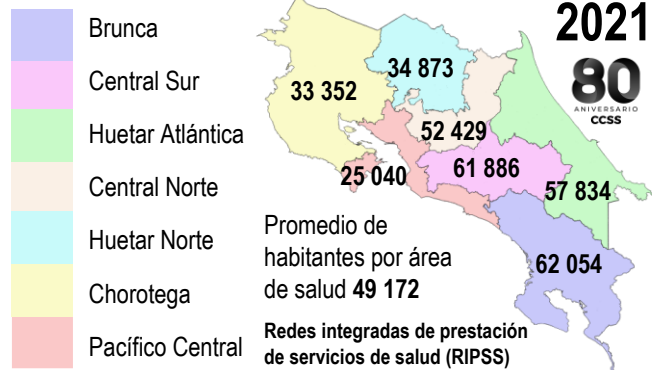 Brunca
Central Sur
Huetar Atlántica
Central Norte
Huetar Norte
Chorotega
Pacífico Central
2021
80
ANIVERSARIO
CCSS
34 873
33 352
52 429
61 886
25 040
57 834
62 054
Promedio de
habitantes por área
de salud 49 172
Redes integradas de prestación
de servicios de salud (RIPSS)